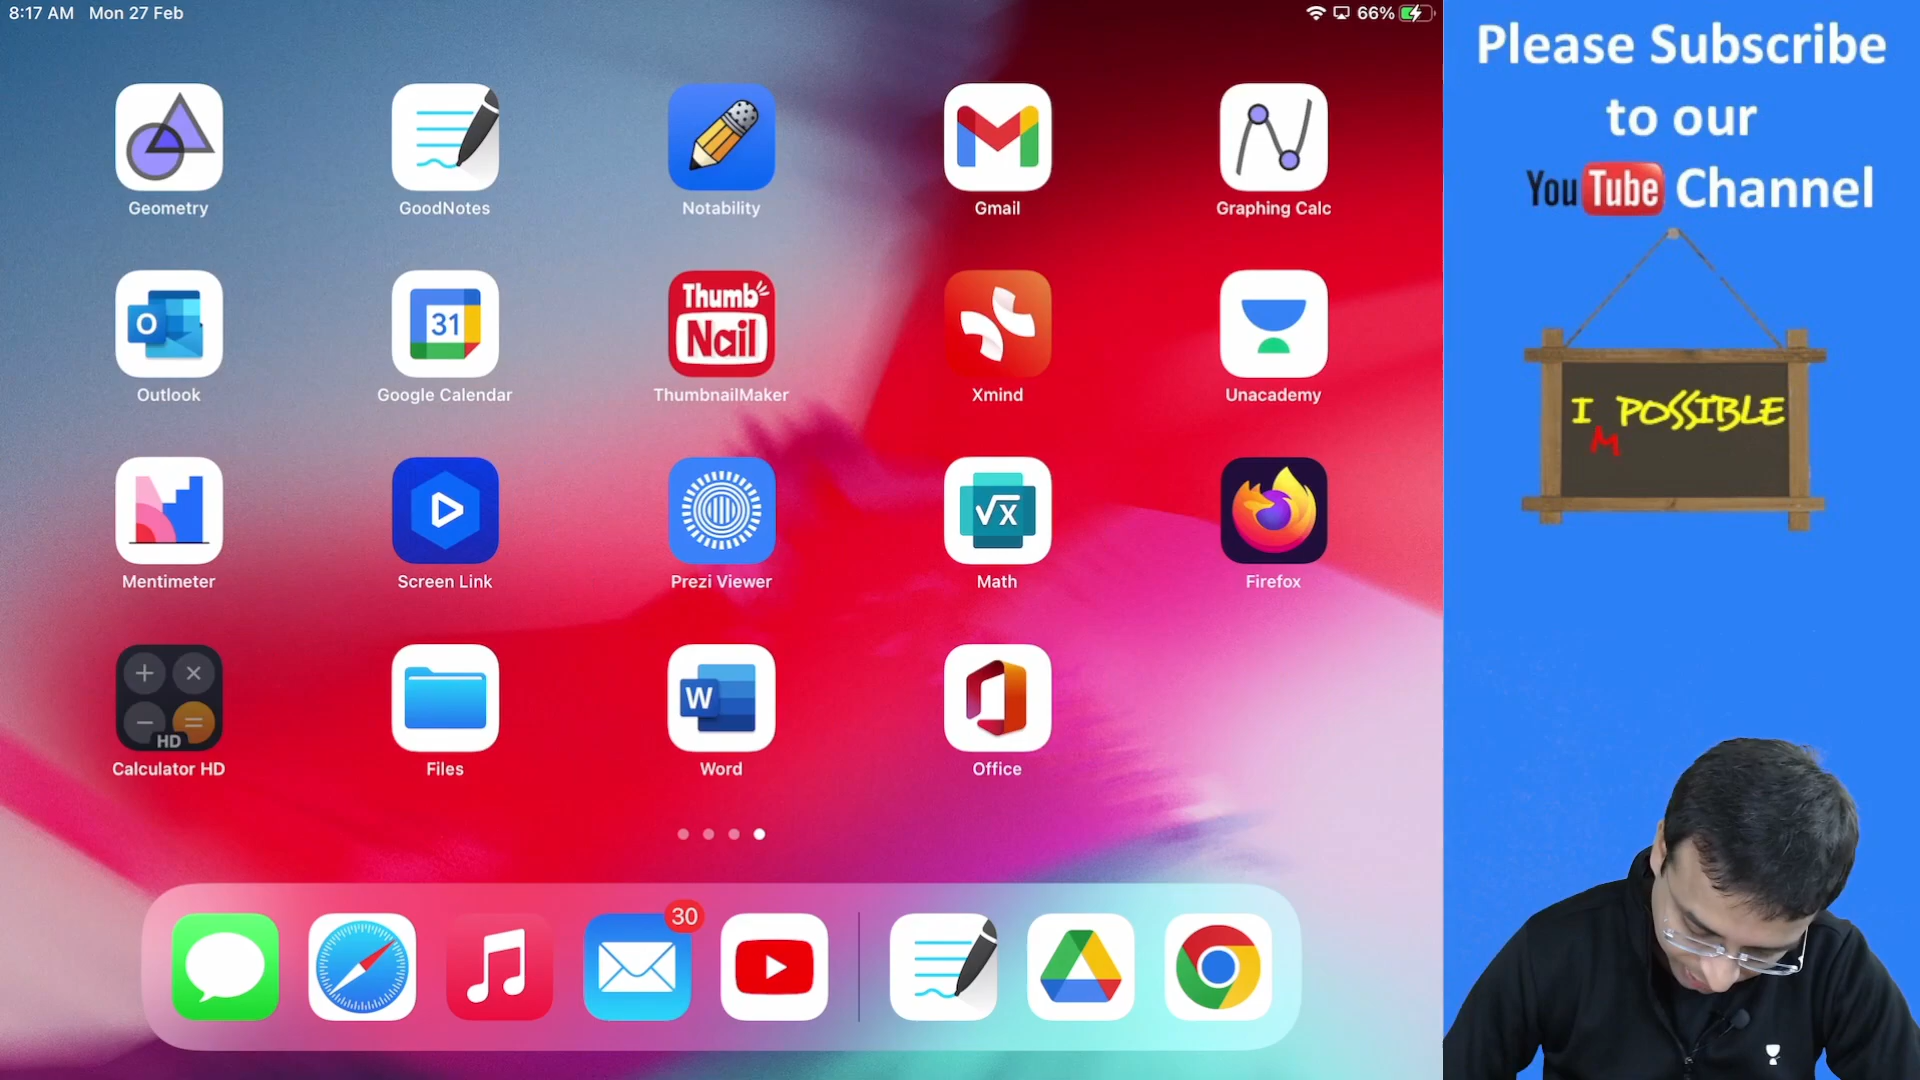 8:17 AM Mon 27 Feb
66%
Geometry
GoodNotes
Notability
Gmail
Graphing Calc
O
31
Thumb
Nail
Outlook
Google Calendar
ThumbnailMaker
Xmind
Unacademy
√x
Mentimeter
Screen Link
Prezi Viewer
Math
Firefox
HD
W
Calculator HD
Files
Word
Office
30
Please Subscribe
to our
YouTube Channel
I POSSIBLE
M